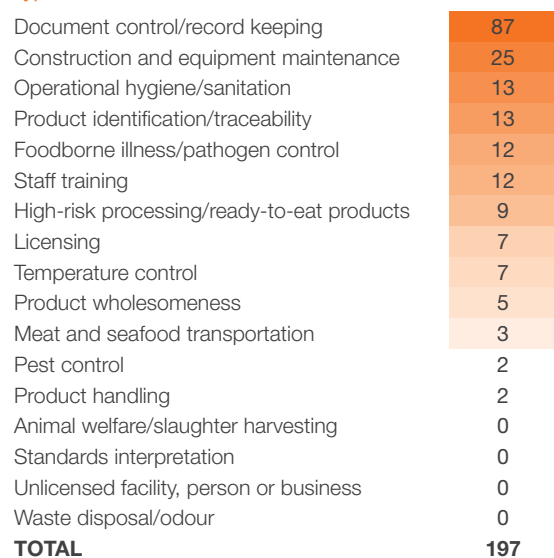 Document control/record keeping 87
Construction and equipment maintenance 25
Operational hygiene/sanitation 13
Product identification/traceability 13
Foodborne illness/pathogen control 12
Staff training 12
High-risk processing/ready-to-eat products 9
Licensing 7
Temperature control 7
Product wholesomeness 5
Meat and seafood transportation 3
Pest control 2
Product handling 2
Animal welfare/slaughter harvesting 0
Standards interpretation 0
Unlicensed facility, person or business 0
Waste disposal/odour 0
TOTAL 197